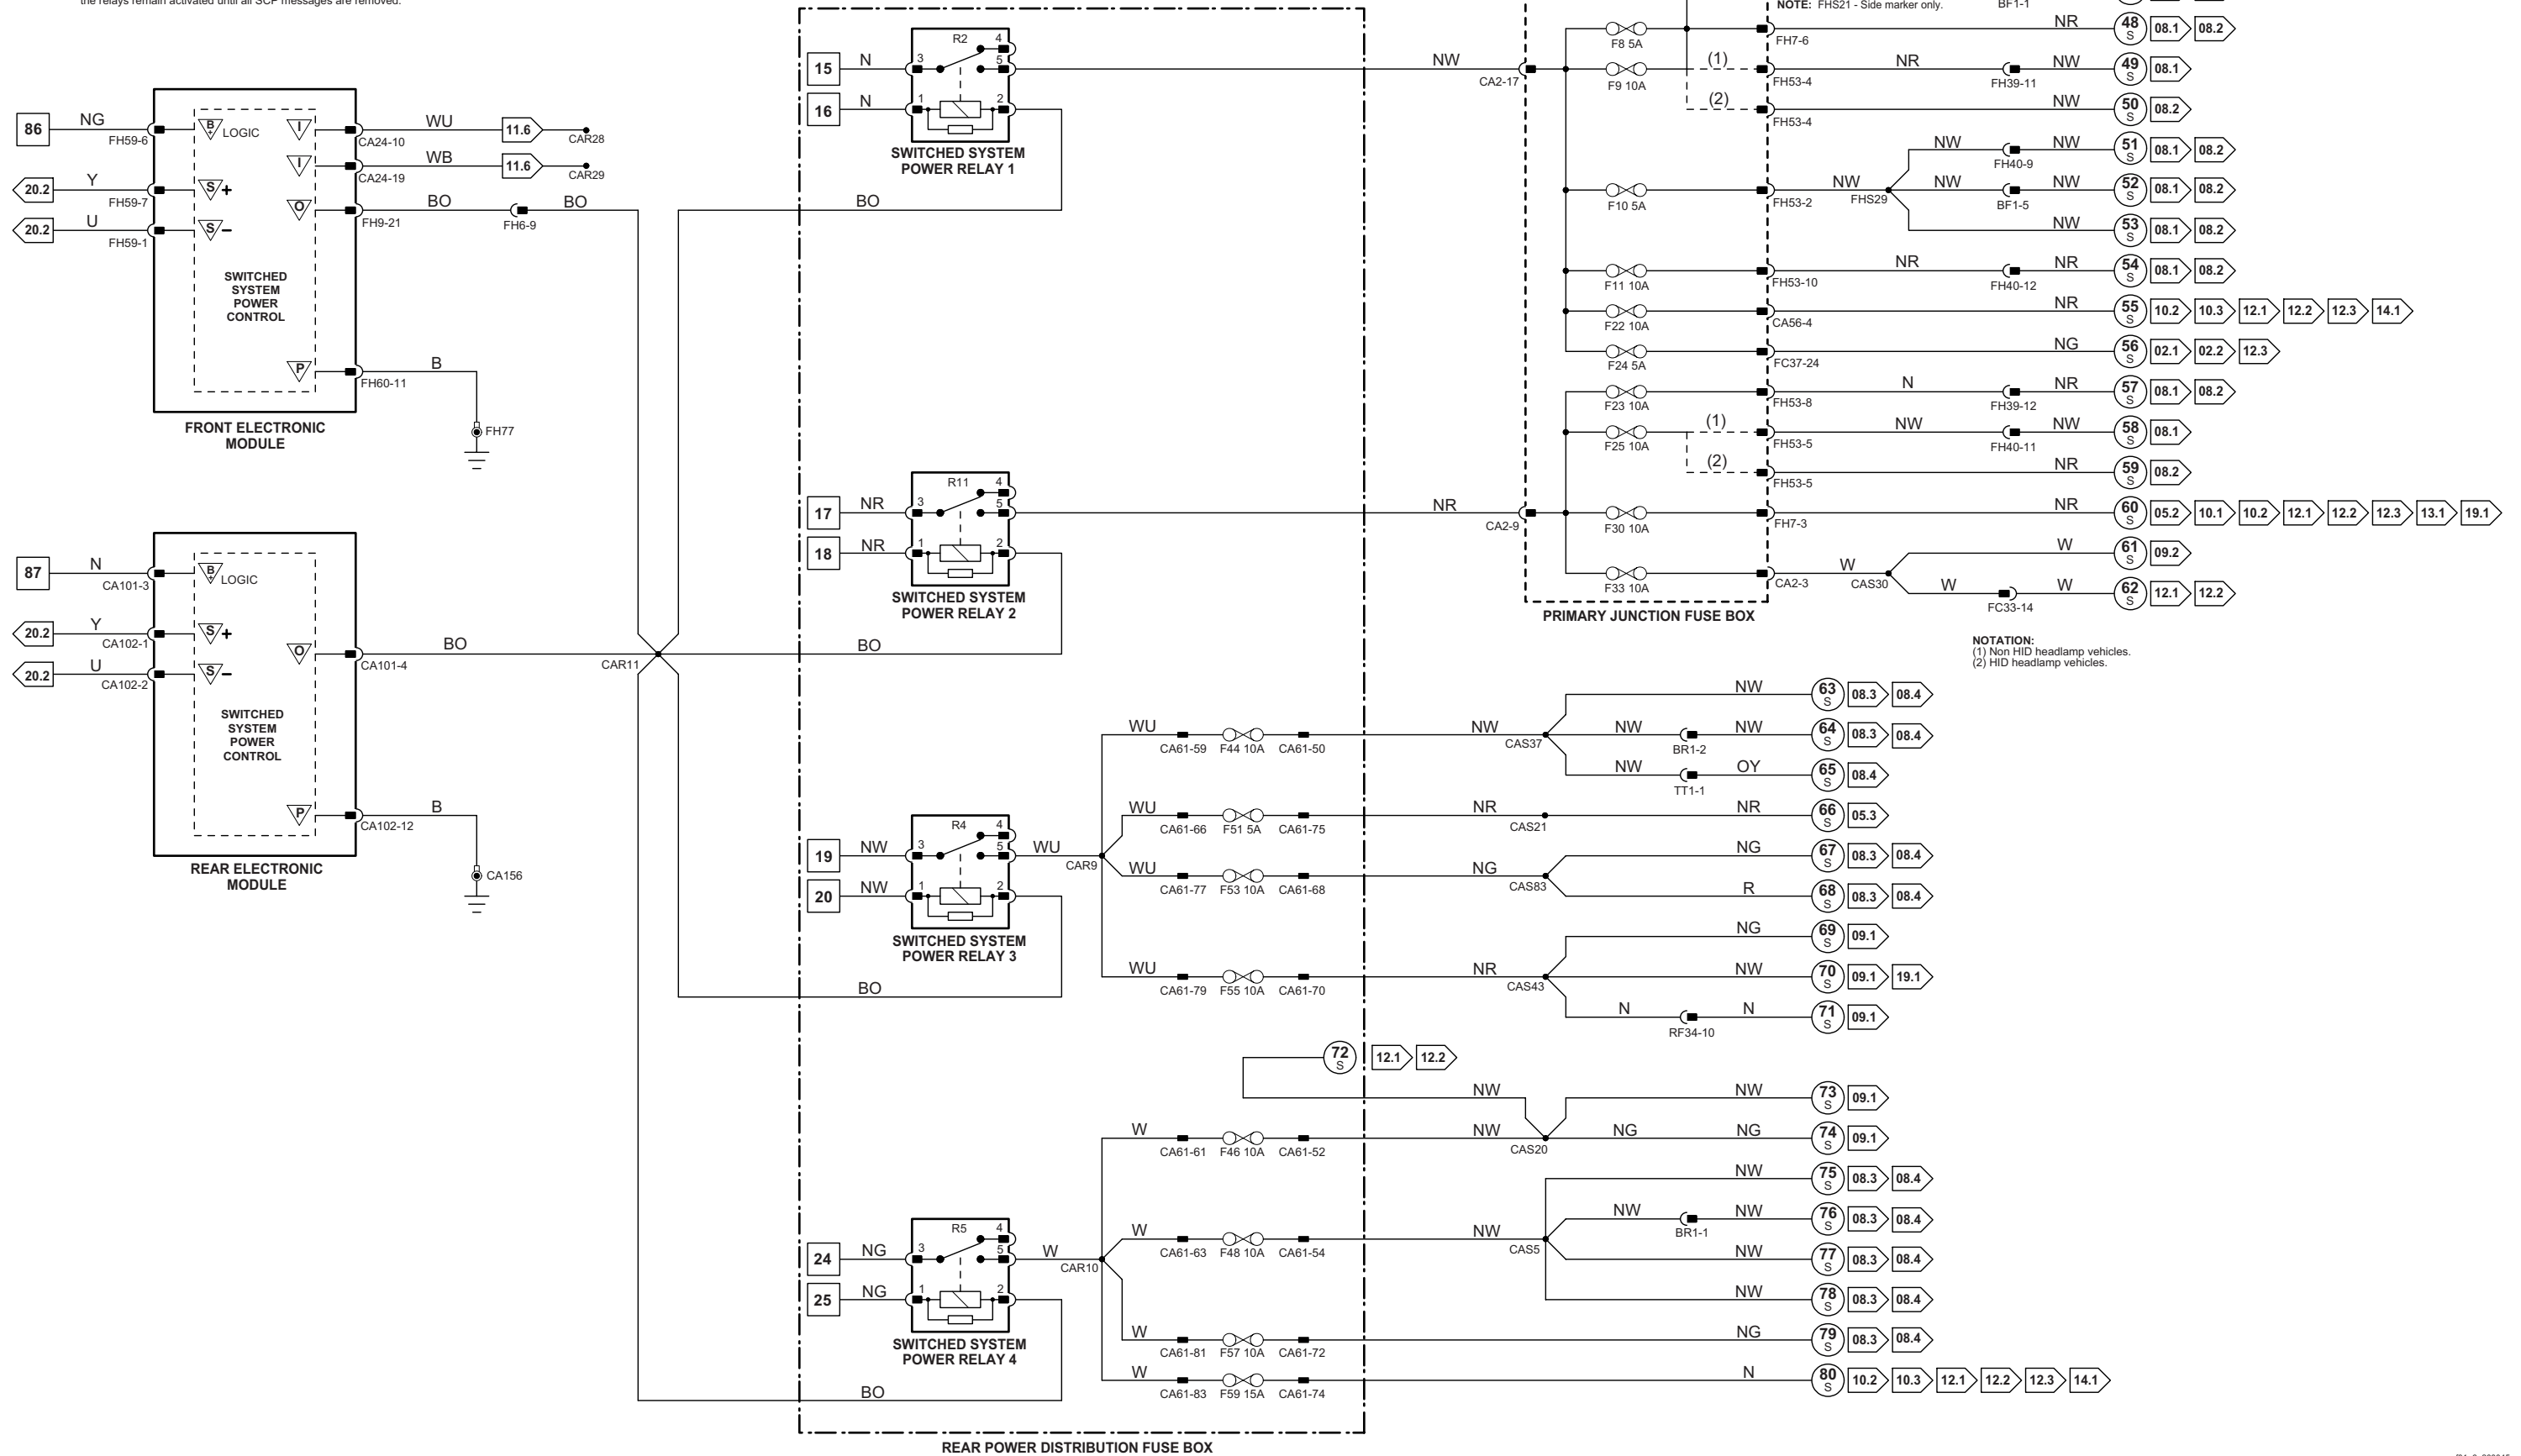 the relays remain activated until all SCP messages are removed.
NOTE: FHS21 - Side marker only.
BF1-1
86
NG
FH59-6
20.2
Y
FH59-7
20.2
U
FH59-1
B
+
LOGIC
S
+
S
–
I
I
O
P
SWITCHED
SYSTEM
POWER
CONTROL
CA24-10
WU
11.6
CAR28
CA24-19
WB
11.6
CAR29
FH9-21
BO
FH6-9
BO
FH60-11
B
FH77
FRONT ELECTRONIC
MODULE
87
N
CA101-3
20.2
Y
CA102-1
20.2
U
CA102-2
B
+
LOGIC
S
+
S
–
O
P
SWITCHED
SYSTEM
POWER
CONTROL
CA101-4
BO
CAR11
CA102-12
B
CA156
REAR ELECTRONIC
MODULE
15
N
16
N
R2
3
4
5
1
2
SWITCHED SYSTEM
POWER RELAY 1
BO
NW
CA2-17
17
NR
18
NR
R11
3
4
5
1
2
SWITCHED SYSTEM
POWER RELAY 2
BO
NR
CA2-9
19
NW
20
NW
R4
3
4
5
1
2
WU
CAR9
SWITCHED SYSTEM
POWER RELAY 3
BO
24
NG
25
NG
R5
3
4
5
1
2
W
CAR10
SWITCHED SYSTEM
POWER RELAY 4
BO
REAR POWER DISTRIBUTION FUSE BOX
F8 5A
FH7-6
NR
48
S
08.1
08.2
F9 10A
(1)
FH53-4
NR
FH39-11
NW
49
S
08.1
(2)
FH53-4
NW
50
S
08.2
NW
FH40-9
NW
51
S
08.1
08.2
F10 5A
FH53-2
NW
FHS29
NW
BF1-5
NW
52
S
08.1
08.2
NW
53
S
08.1
08.2
F11 10A
FH53-10
NR
FH40-12
NR
54
S
08.1
08.2
F22 10A
CA56-4
NR
55
S
10.2
10.3
12.1
12.2
12.3
14.1
F24 5A
FC37-24
NG
56
S
02.1
02.2
12.3
F23 10A
FH53-8
N
FH39-12
NR
57
S
08.1
08.2
F25 10A
(1)
FH53-5
NW
FH40-11
NW
58
S
08.1
(2)
FH53-5
NR
59
S
08.2
F30 10A
FH7-3
NR
60
S
05.2
10.1
10.2
12.1
12.2
12.3
13.1
19.1
W
61
S
09.2
F33 10A
CA2-3
W
CAS30
W
FC33-14
W
62
S
12.1
12.2
PRIMARY JUNCTION FUSE BOX
NOTATION:
(1) Non HID headlamp vehicles.
(2) HID headlamp vehicles.
NW
63
S
08.3
08.4
WU
CA61-59
F44 10A
CA61-50
NW
CAS37
NW
BR1-2
NW
64
S
08.3
08.4
NW
TT1-1
OY
65
S
08.4
WU
CA61-66
F51 5A
CA61-75
NR
CAS21
NR
66
S
05.3
WU
CA61-77
F53 10A
CA61-68
NG
CAS83
NG
67
S
08.3
08.4
R
68
S
08.3
08.4
NG
69
S
09.1
WU
CA61-79
F55 10A
CA61-70
NR
CAS43
NW
70
S
09.1
19.1
N
RF34-10
N
71
S
09.1
72
S
12.1
12.2
NW
NW
73
S
09.1
W
CA61-61
F46 10A
CA61-52
NW
CAS20
NG
NG
74
S
09.1
NW
75
S
08.3
08.4
NW
BR1-1
NW
76
S
08.3
08.4
W
CA61-63
F48 10A
CA61-54
NW
CAS5
NW
77
S
08.3
08.4
NW
78
S
08.3
08.4
W
CA61-81
F57 10A
CA61-72
NG
79
S
08.3
08.4
W
CA61-83
F59 15A
CA61-74
N
80
S
10.2
10.3
12.1
12.2
12.3
14.1